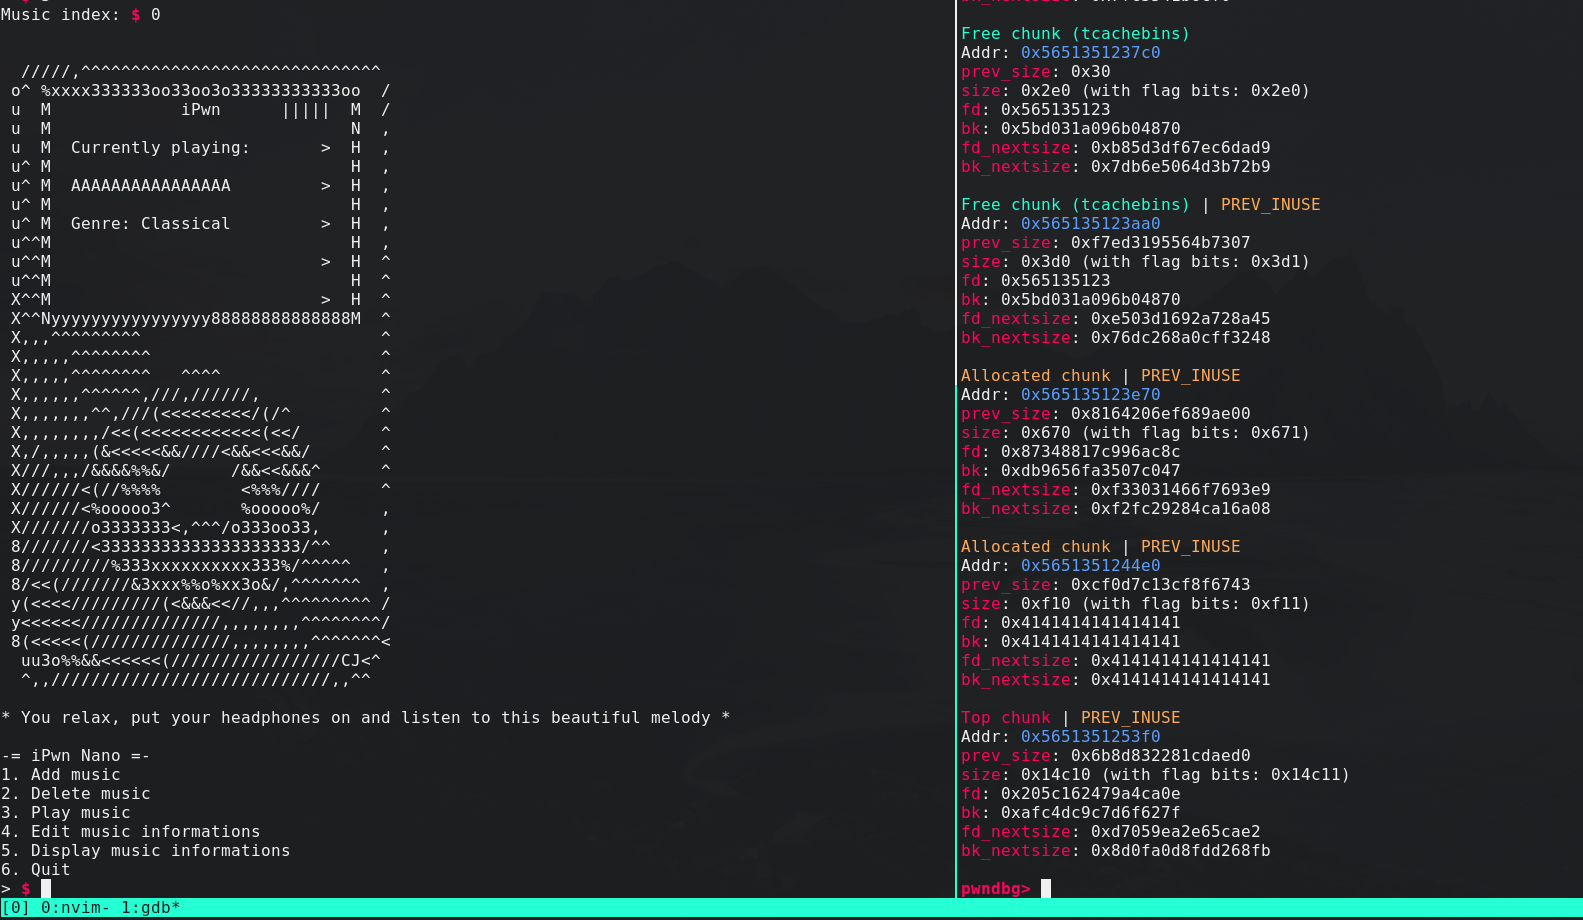 Music index: $ 0
  /////,^^^^^^^^^^^^^^^^^^^^^^^^^^^^^^
 o^ %xxxx333333oo33oo3o33333333333oo  /
 u  M             iPwn      |||||  M  /
 u  M                              N  ,
 u  M  Currently playing:       >  H  ,
 u^ M                              H  ,
 u^ M  AAAAAAAAAAAAAAAA         >  H  ,
 u^ M                              H  ,
 u^ M  Genre: Classical         >  H  ,
 u^^M                              H  ,
 u^^M                           >  H  ^
 u^^M                              H  ^
 X^^M                           >  H  ^
 X^^Nyyyyyyyyyyyyyyyy88888888888888M  ^
 X,,,^^^^^^^^^                        ^
 X,,,,,^^^^^^^^                       ^
 X,,,,,^^^^^^^^   ^^^^                ^
 X,,,,,,^^^^^^,///,//////,            ^
 X,,,,,,,^^,///(<<<<<<<<</(/^         ^
 X,,,,,,,,/<<(<<<<<<<<<<<<(<</        ^
 X,/,,,,,(&<<<<<&&////<&&<<<&&/       ^
 X///,,,/&&&&%%&/      /&&<<&&&^      ^
 X//////<(//%%%%        <%%%////      ^
 X//////<%ooooo3^       %ooooo%/      ,
 X///////o3333333<,^^^/o333oo33,      ,
 8///////<33333333333333333333/^^     ,
 8/////////%333xxxxxxxxxx333%/^^^^^   ,
 8/<<(///////&3xxx%%o%xx3o&/,^^^^^^^  ,
 y(<<<</////////(<&&&<<//,,,^^^^^^^^^ /
 y<<<<<<//////////////,,,,,,,,^^^^^^^^/
 8(<<<<<(//////////////,,,,,,,,^^^^^^^<
  uu3o%%&&<<<<<<(/////////////////CJ<^
  ^,,////////////////////////////,,^^
* You relax, put your headphones on and listen to this beautiful melody *
-= iPwn Nano =-
1. Add music
2. Delete music
3. Play music
4. Edit music informations
5. Display music informations
6. Quit
> $
Free chunk (tcachebins)
Addr: 0x5651351237c0
prev_size: 0x30
size: 0x2e0 (with flag bits: 0x2e0)
fd: 0x565135123
bk: 0x5bd031a096b04870
fd_nextsize: 0xb85d3df67ec6dad9
bk_nextsize: 0x7db6e5064d3b72b9
Free chunk (tcachebins) | PREV_INUSE
Addr: 0x565135123aa0
prev_size: 0xf7ed3195564b7307
size: 0x3d0 (with flag bits: 0x3d1)
fd: 0x565135123
bk: 0x5bd031a096b04870
fd_nextsize: 0xe503d1692a728a45
bk_nextsize: 0x76dc268a0cff3248
Allocated chunk | PREV_INUSE
Addr: 0x565135123e70
prev_size: 0x8164206ef689ae00
size: 0x670 (with flag bits: 0x671)
fd: 0x87348817c996ac8c
bk: 0xdb9656fa3507c047
fd_nextsize: 0xf33031466f7693e9
bk_nextsize: 0xf2fc29284ca16a08
Allocated chunk | PREV_INUSE
Addr: 0x5651351244e0
prev_size: 0xcf0d7c13cf8f6743
size: 0xf10 (with flag bits: 0xf11)
fd: 0x4141414141414141
bk: 0x4141414141414141
fd_nextsize: 0x4141414141414141
bk_nextsize: 0x4141414141414141
Top chunk | PREV_INUSE
Addr: 0x5651351253f0
prev_size: 0x6b8d832281cdaed0
size: 0x14c10 (with flag bits: 0x14c11)
fd: 0x205c162479a4ca0e
bk: 0xafc4dc9c7d6f627f
fd_nextsize: 0xd7059ea2e65cae2
bk_nextsize: 0x8d0fa0d8fdd268fb
pwndbg>
[0] 0:nvim- 1:gdb*